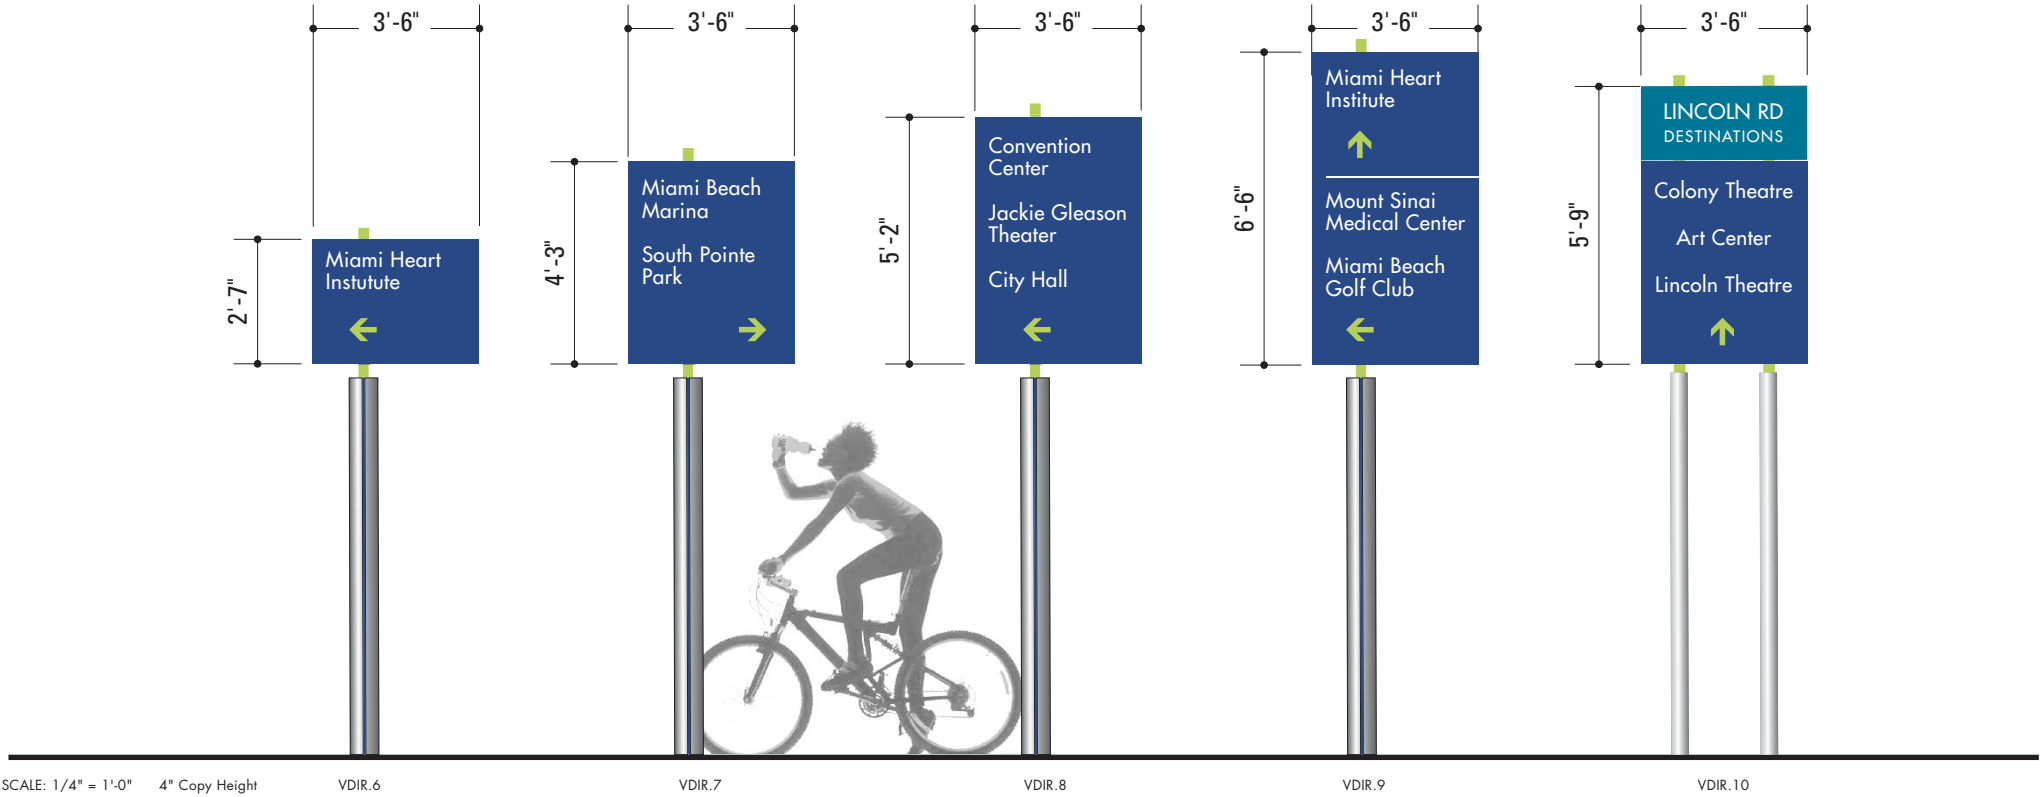 3'-6"
3'-6"
3'-6"
3'-6"
3'-6"
2'-7"
Miami Heart
Instutute
4'-3"
Miami Beach
Marina
South Pointe
Park
5'-2"
Convention
Center
Jackie Gleason
Theater
City Hall
6'-6"
Miami Heart
Institute
Mount Sinai
Medical Center
Miami Beach
Golf Club
5'-9"
LINCOLN RD
DESTINATIONS
Colony Theatre
Art Center
Lincoln Theatre
SCALE: 1/4" = 1'-0" 4" Copy Height
VDIR.6
VDIR.7
VDIR.8
VDIR.9
VDIR.10